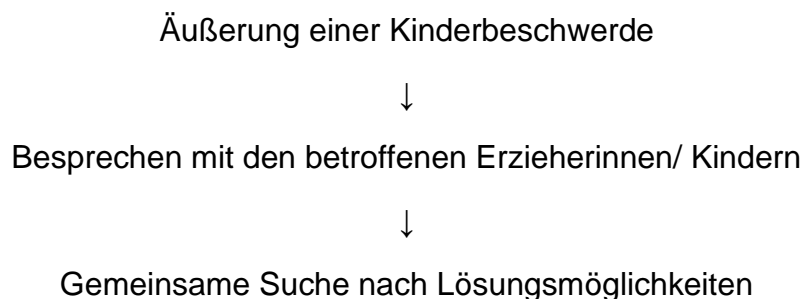 Äußerung einer Kinderbeschwerde
↓
Besprechen mit den betroffenen Erzieherinnen/ Kindern
↓
Gemeinsame Suche nach Lösungsmöglichkeiten